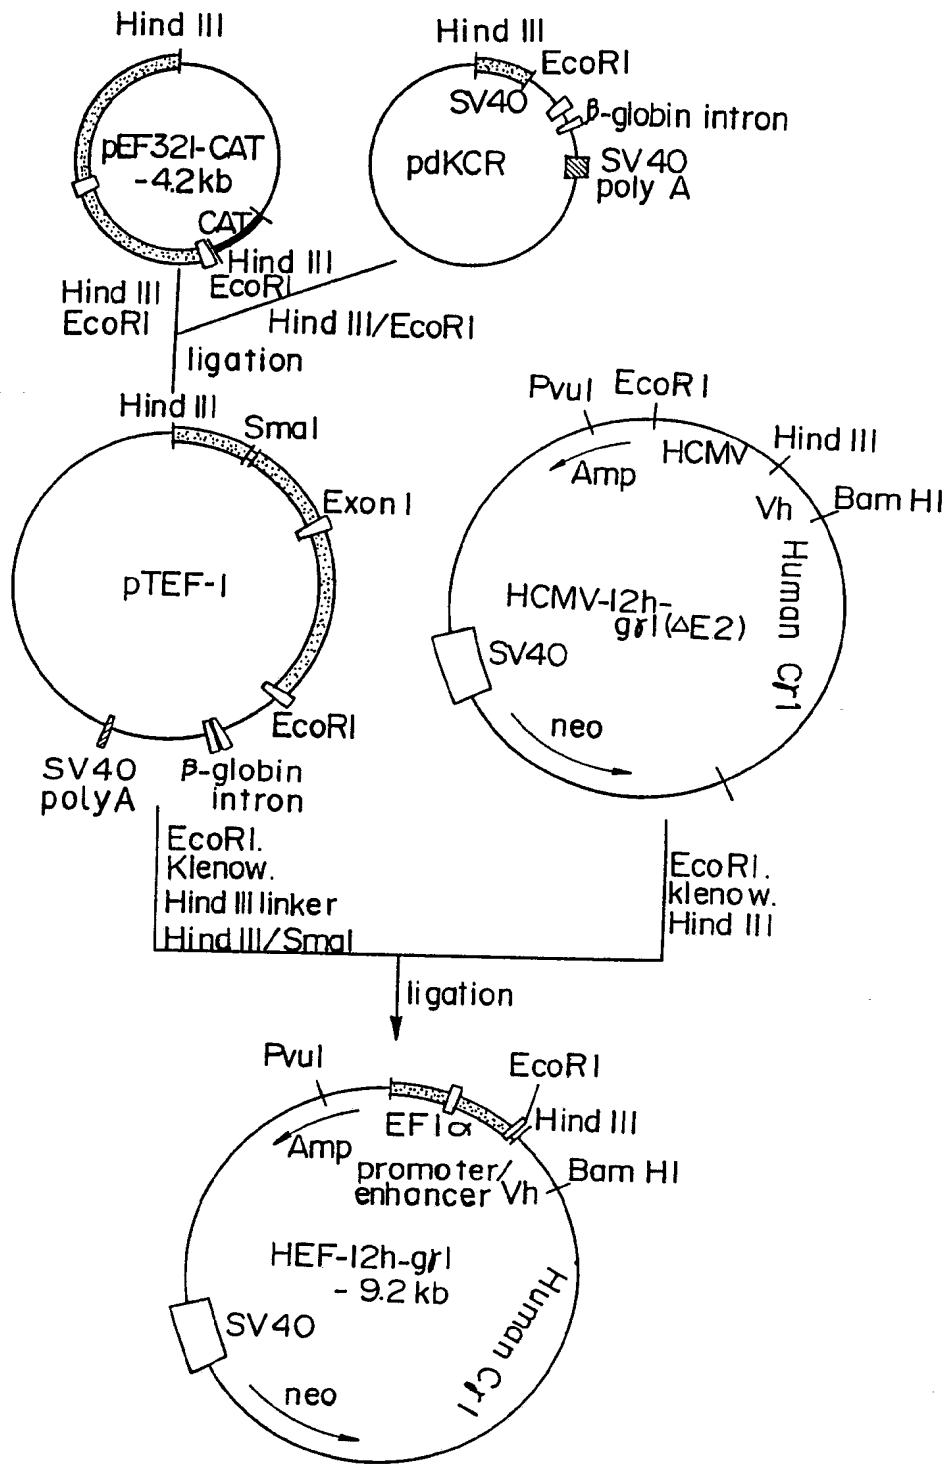 Hind III
pEF321-CAT
-4.2kb
CAT
Hind III
EcoRI
Hind III
EcoRI
SV40
β-globin intron
pdKCR
SV40
poly A
Hind III
EcoRI
Hind III/EcoRI
ligation
Hind III
SmaI
Exon I
pTEF-1
EcoRI
SV40
polyA
β-globin
intron
PvuI
EcoRI
HCMV
Hind III
Amp
Vh
Bam HI
HCMV-12h-
gγ1(ΔE2)
Human Cγ1
SV40
neo
EcoRI.
Klenow.
Hind III linker
Hind III/SmaI
EcoRI.
klenow.
Hind III
ligation
PvuI
EcoRI
EF1α
Hind III
Amp
promoter/
enhancer
Vh
Bam HI
HEF-12h-gγ1
- 9.2 kb
Human Cγ1
SV40
neo